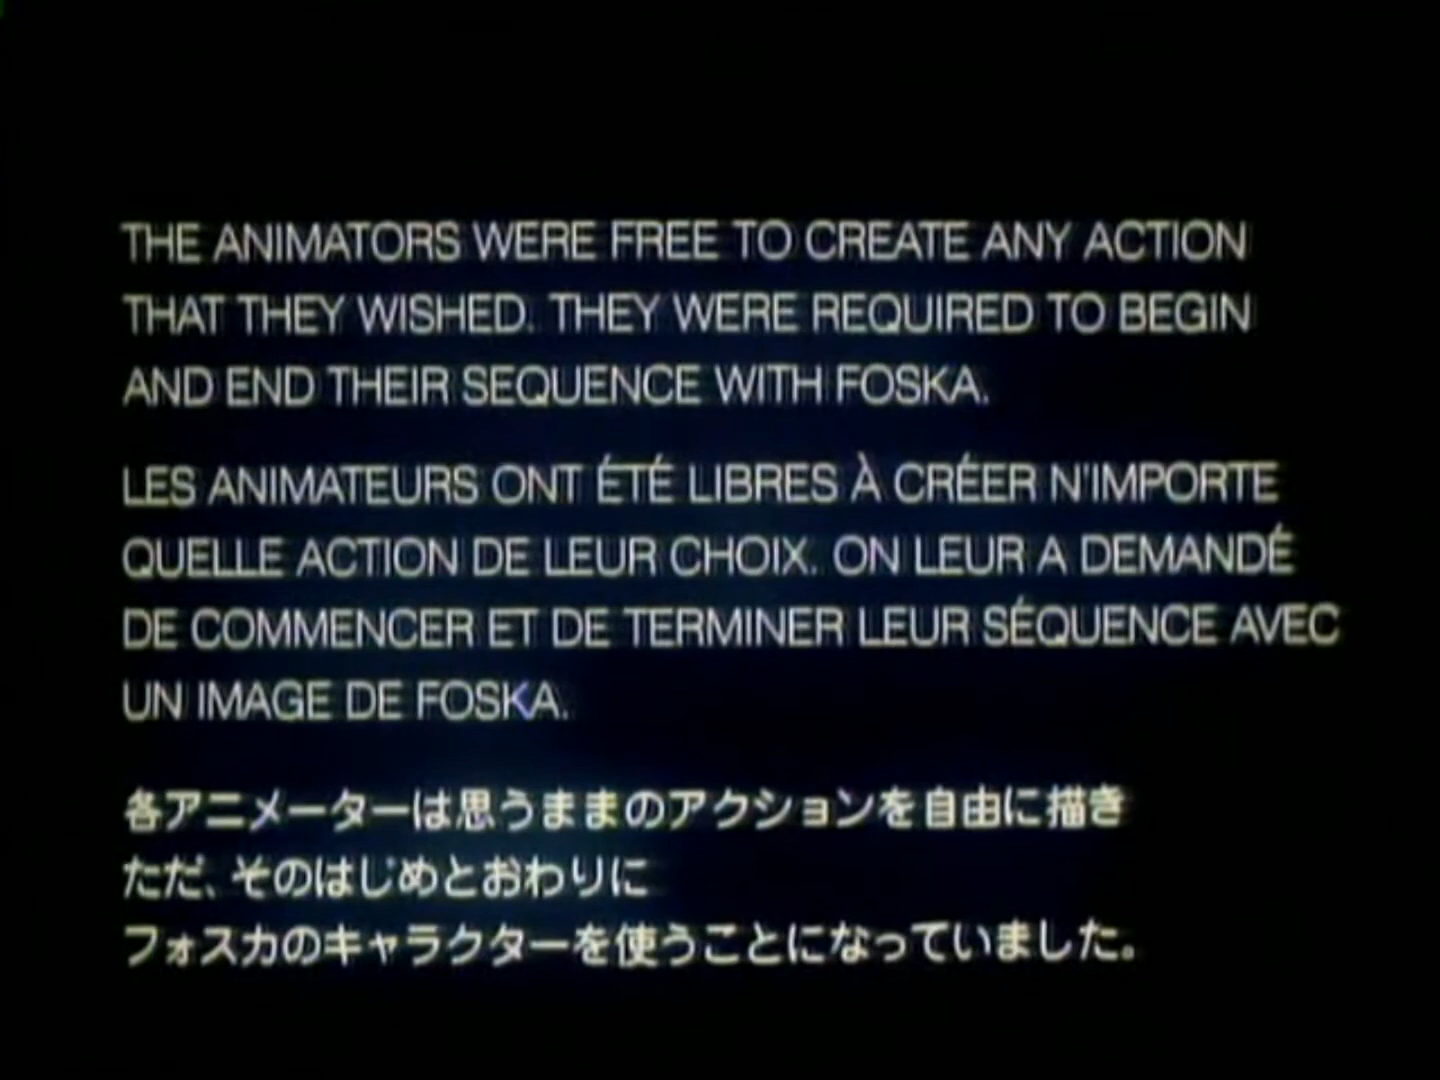 THE ANIMATORS WERE FREE TO CREATE ANY ACTION
THAT THEY WISHED. THEY WERE REQUIRED TO BEGIN
AND END THEIR SEQUENCE WITH FOSKA.
LES ANIMATEURS ONT ÉTÉ LIBRES À CRÉER N'IMPORTE
QUELLE ACTION DE LEUR CHOIX. ON LEUR A DEMANDÉ
DE COMMENCER ET DE TERMINER LEUR SÉQUENCE AVEC
UN IMAGE DE FOSKA.
各アニメーターは思うままのアクションを自由に描き
ただ、そのはじめとおわりに
フォスカのキャラクターを使うことになっていました。